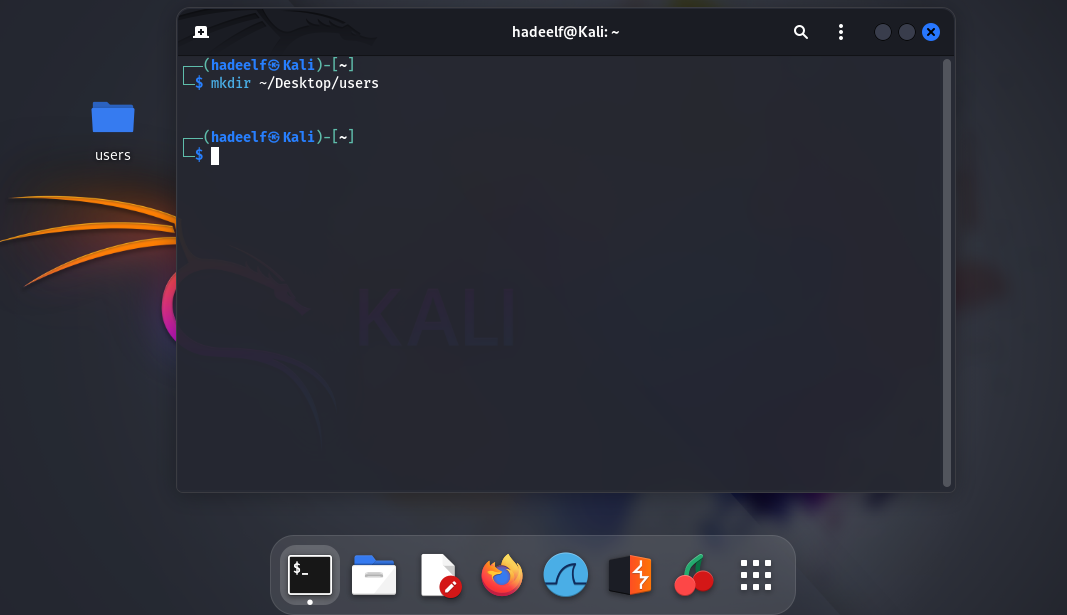 hadeelf@Kali: ~
┌──(hadeelf㉿Kali)-[~]
└─$ mkdir ~/Desktop/users
┌──(hadeelf㉿Kali)-[~]
└─$
users
KALI
$_